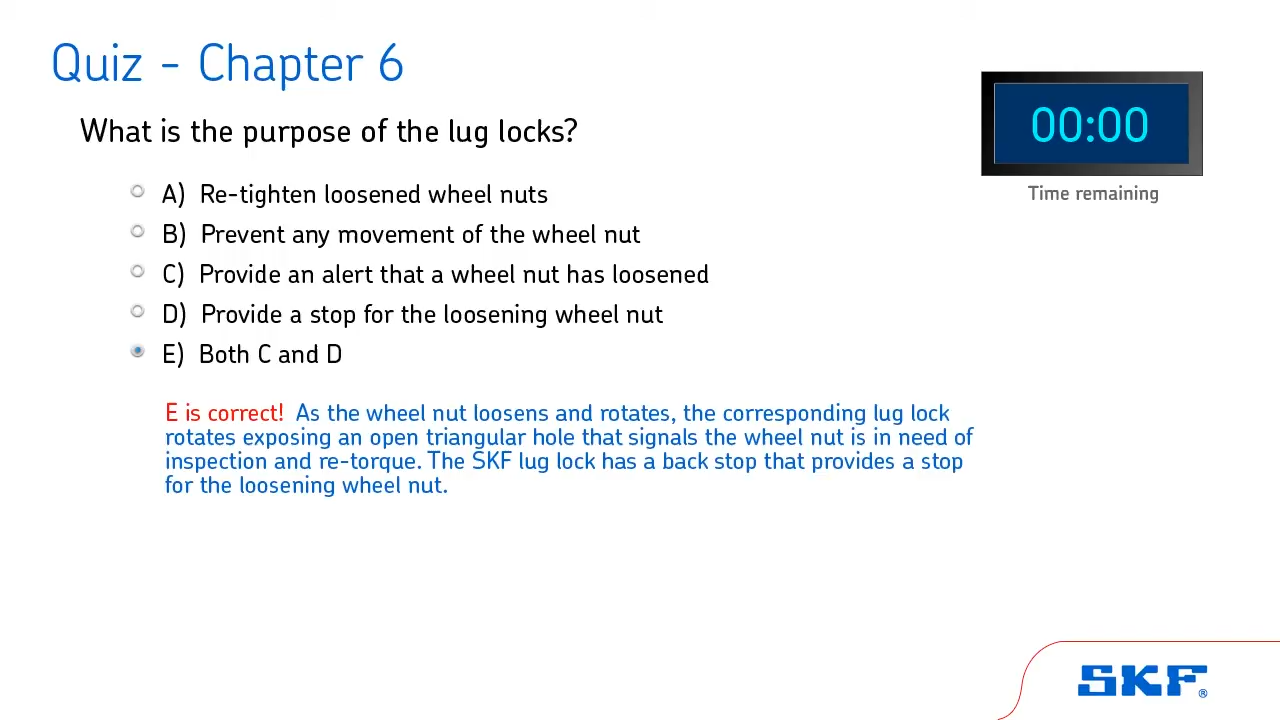 Quiz - Chapter 6
00:00
Time remaining
What is the purpose of the lug locks?
A) Re-tighten loosened wheel nuts
B) Prevent any movement of the wheel nut
C) Provide an alert that a wheel nut has loosened
D) Provide a stop for the loosening wheel nut
E) Both C and D
E is correct! As the wheel nut loosens and rotates, the corresponding lug lock
rotates exposing an open triangular hole that signals the wheel nut is in need of
inspection and re-torque. The SKF lug lock has a back stop that provides a stop
for the loosening wheel nut.
SKF®